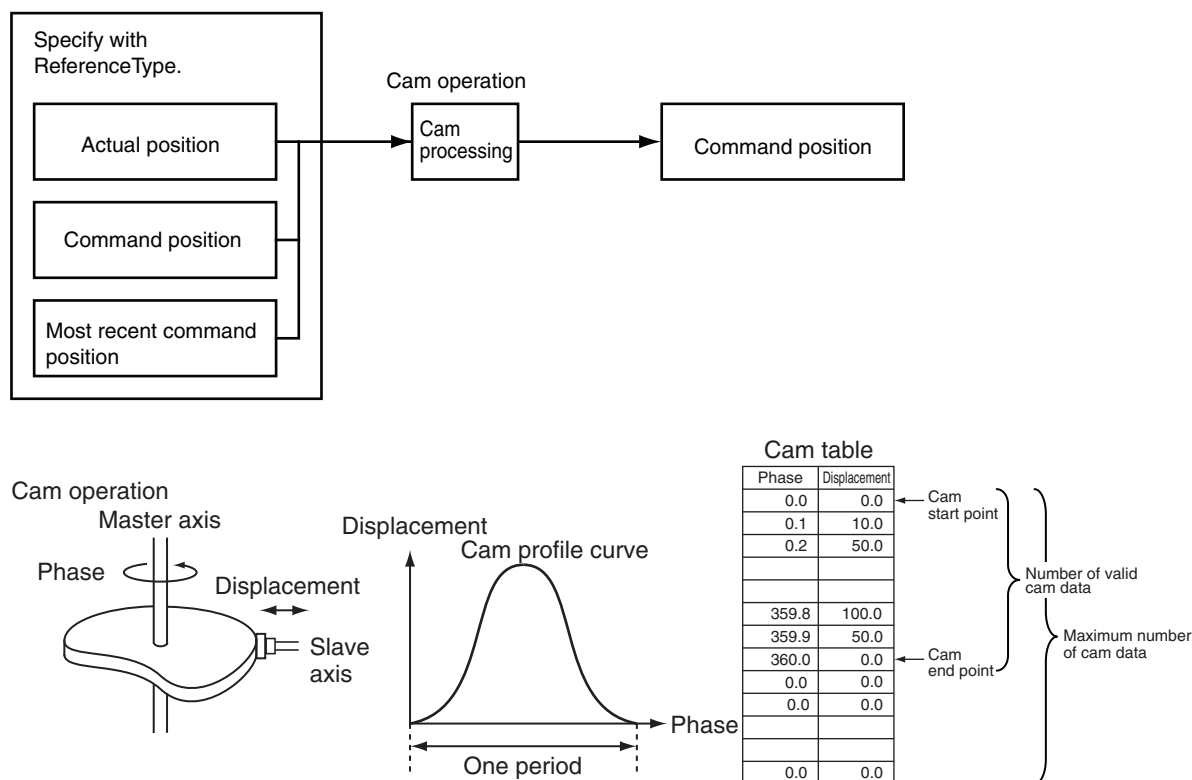 Specify with
ReferenceType.
Actual position
Command position
Most recent command
position
Cam operation
Cam
processing
Command position
Cam operation
Master axis
Phase
Displacement
Slave
axis
Displacement
Cam profile curve
Phase
One period
Cam table
Phase Displacement
0.0 0.0
0.1 10.0
0.2 50.0
359.8 100.0
359.9 50.0
360.0 0.0
0.0 0.0
0.0 0.0
0.0 0.0
Cam
start point
Cam
end point
Number of valid
cam data
Maximum number
of cam data